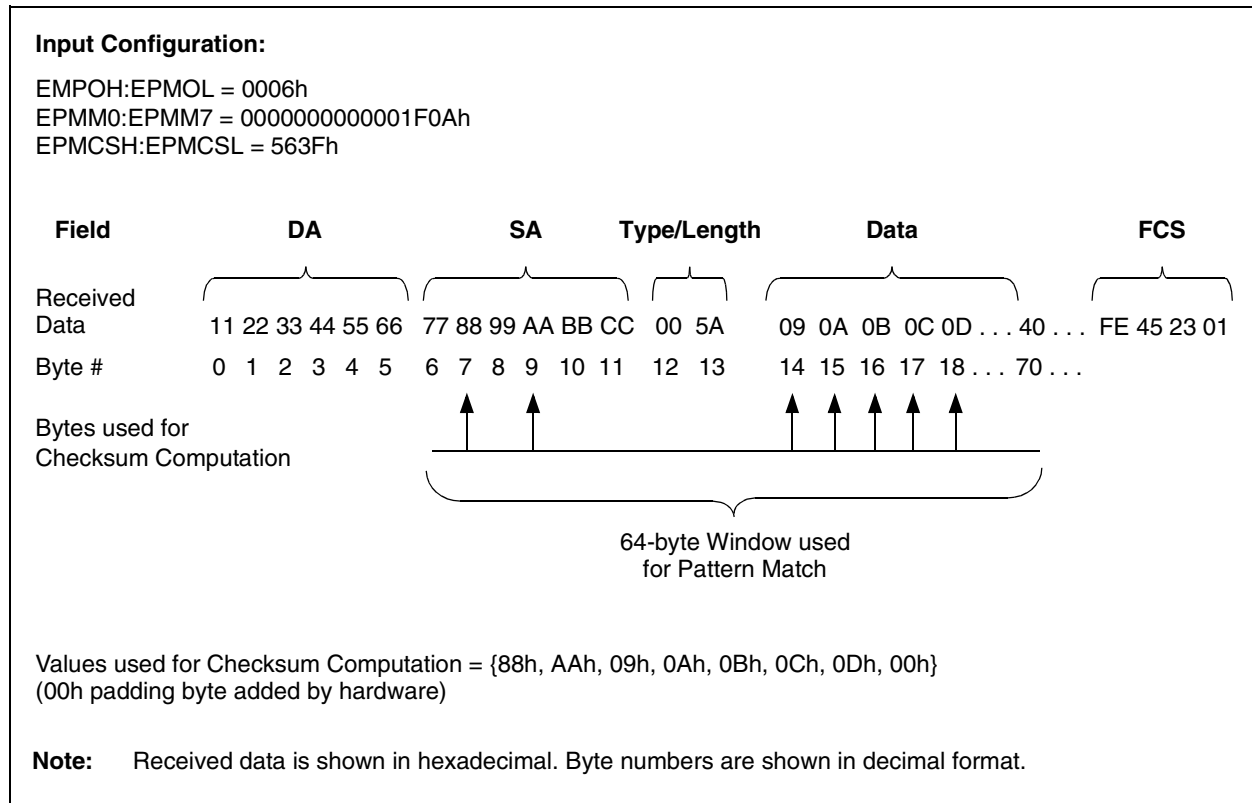 Input Configuration:
EMPOH:EPMOL = 0006h
EPMM0:EPMM7 = 0000000000001F0Ah
EPMCSH:EPMCSL = 563Fh
Field DA SA Type/Length Data FCS
Received
Data 11 22 33 44 55 66 77 88 99 AA BB CC 00 5A 09 0A 0B 0C 0D . . . 40 . . . FE 45 23 01
Byte # 0 1 2 3 4 5 6 7 8 9 10 11 12 13 14 15 16 17 18 . . . 70 . . .
Bytes used for
Checksum Computation
64-byte Window used
for Pattern Match
Values used for Checksum Computation = {88h, AAh, 09h, 0Ah, 0Bh, 0Ch, 0Dh, 00h}
(00h padding byte added by hardware)
Note: Received data is shown in hexadecimal. Byte numbers are shown in decimal format.